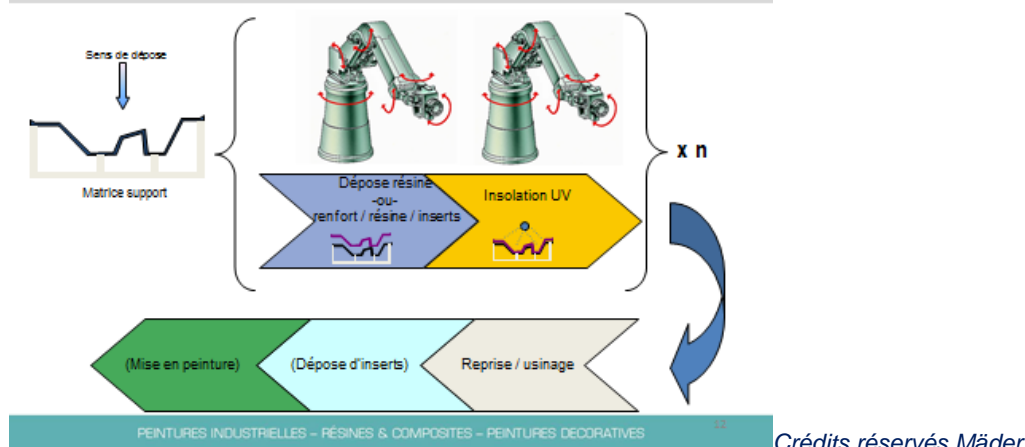 Sens de dépose
Matrice support
Dépose résine
-ou-
renfort / résine / inserts
Insolation UV
x n
(Mise en peinture)
(Dépose d'inserts)
Reprise / usinage
PEINTURES INDUSTRIELLES – RÉSINES & COMPOSITES – PEINTURES DECORATIVES
12
Crédits réservés Mäder